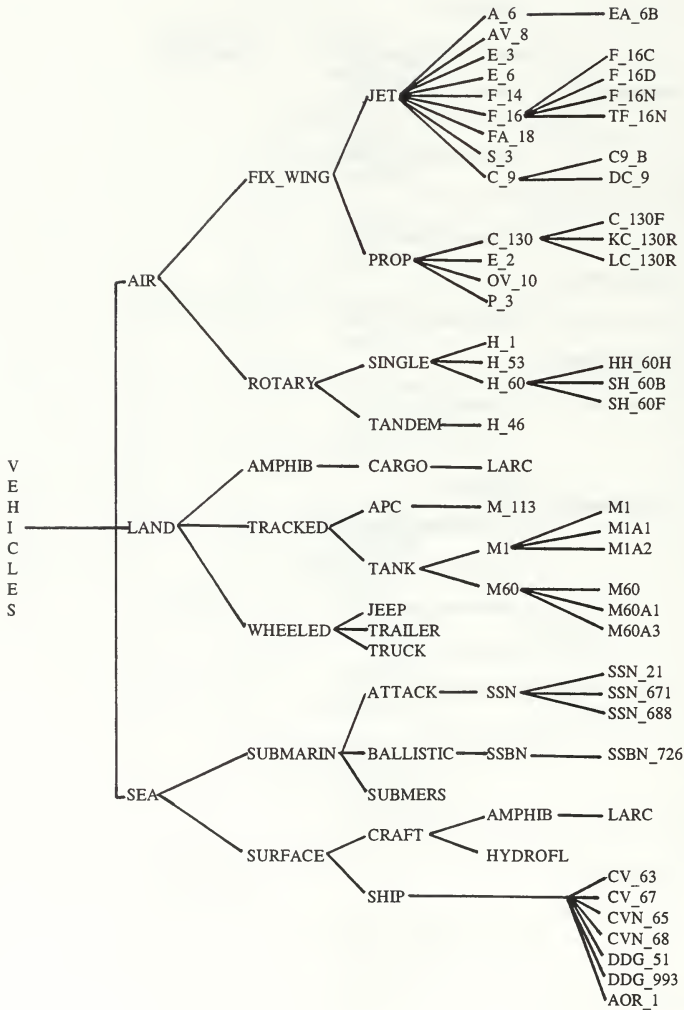 A_6 EA_6B
AV_8
E_3 F_16C
E_6 F_16D
JET F_14 F_16N
F_16 TF_16N
FA_18
S_3 C9_B
FIX_WING C_9 DC_9
C_130F
C_130 KC_130R
PROP E_2 LC_130R
AIR OV_10
P_3
H_1
SINGLE H_53 HH_60H
ROTARY H_60 SH_60B
SH_60F
TANDEM H_46
AMPHIB CARGO LARC
APC M_113 M1
VEHICLES LAND TRACKED M1A1
TANK M1 M1A2
M60 M60
JEEP M60A1
WHEELED TRAILER M60A3
TRUCK
SSN_21
ATTACK SSN SSN_671
SSN_688
SUBMARIN BALLISTIC SSBN SSBN_726
SEA SUBMERS
AMPHIB LARC
CRAFT
SURFACE HYDROFL
CV_63
SHIP CV_67
CVN_65
CVN_68
DDG_51
DDG_993
AOR_1